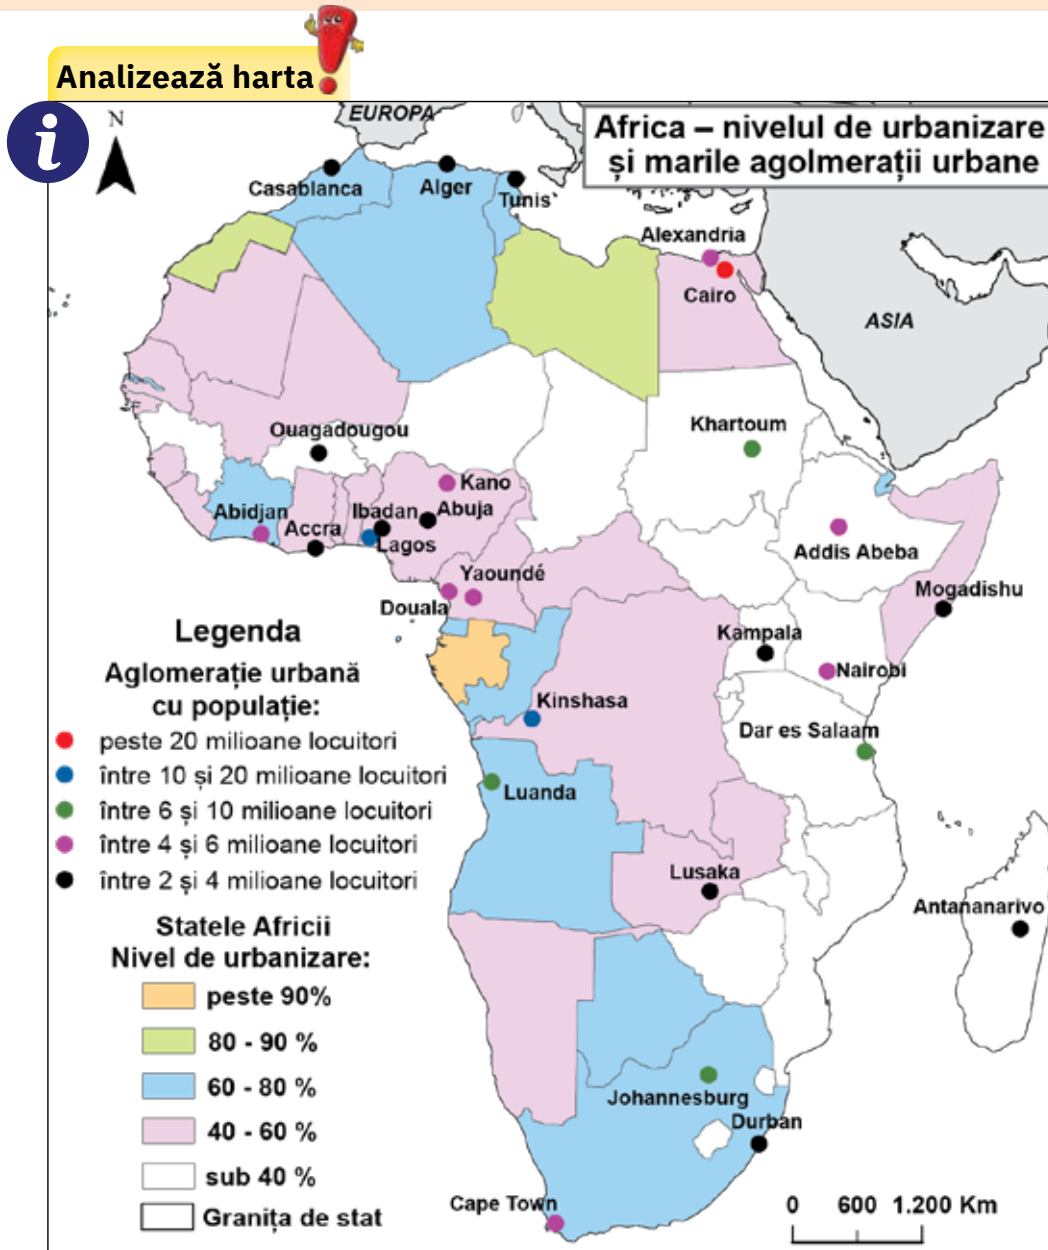 Analizează harta
i
N
EUROPA
Africa – nivelul de urbanizare
și marile agolmerații urbane
Casablanca
Alger
Tunis
Alexandria
Cairo
ASIA
Khartoum
Ouagadougou
Kano
Abidjan
Accra
Ibadan
Abuja
Lagos
Addis Abeba
Yaoundé
Douala
Mogadishu
Kampala
Nairobi
Kinshasa
Dar es Salaam
Luanda
Lusaka
Antananarivo
Johannesburg
Durban
Cape Town
Legenda
Aglomerație urbană
cu populație:
peste 20 milioane locuitori
între 10 și 20 milioane locuitori
între 6 și 10 milioane locuitori
între 4 și 6 milioane locuitori
între 2 și 4 milioane locuitori
Statele Africii
Nivel de urbanizare:
peste 90%
80 - 90 %
60 - 80 %
40 - 60 %
sub 40 %
Granița de stat
0 600 1.200 Km